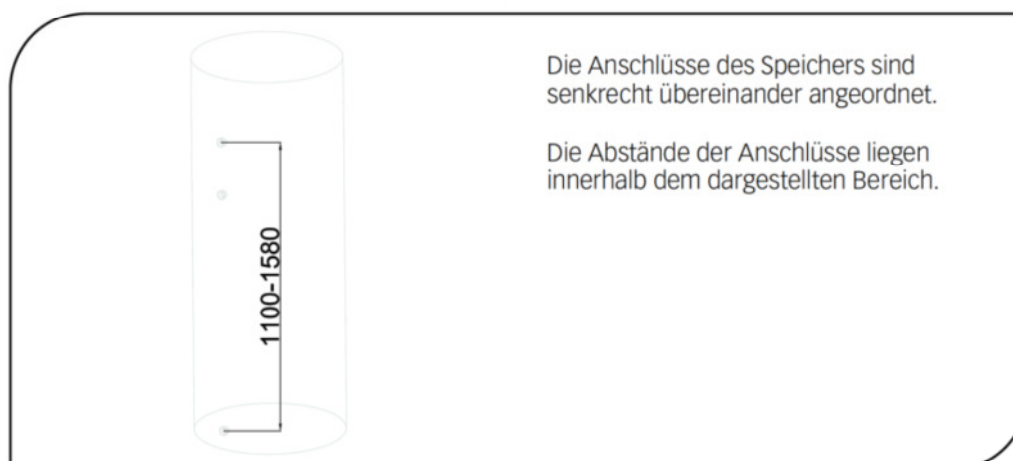 Die Anschlüsse des Speichers sind
senkrecht übereinander angeordnet.
Die Abstände der Anschlüsse liegen
innerhalb dem dargestellten Bereich.
1100-1580